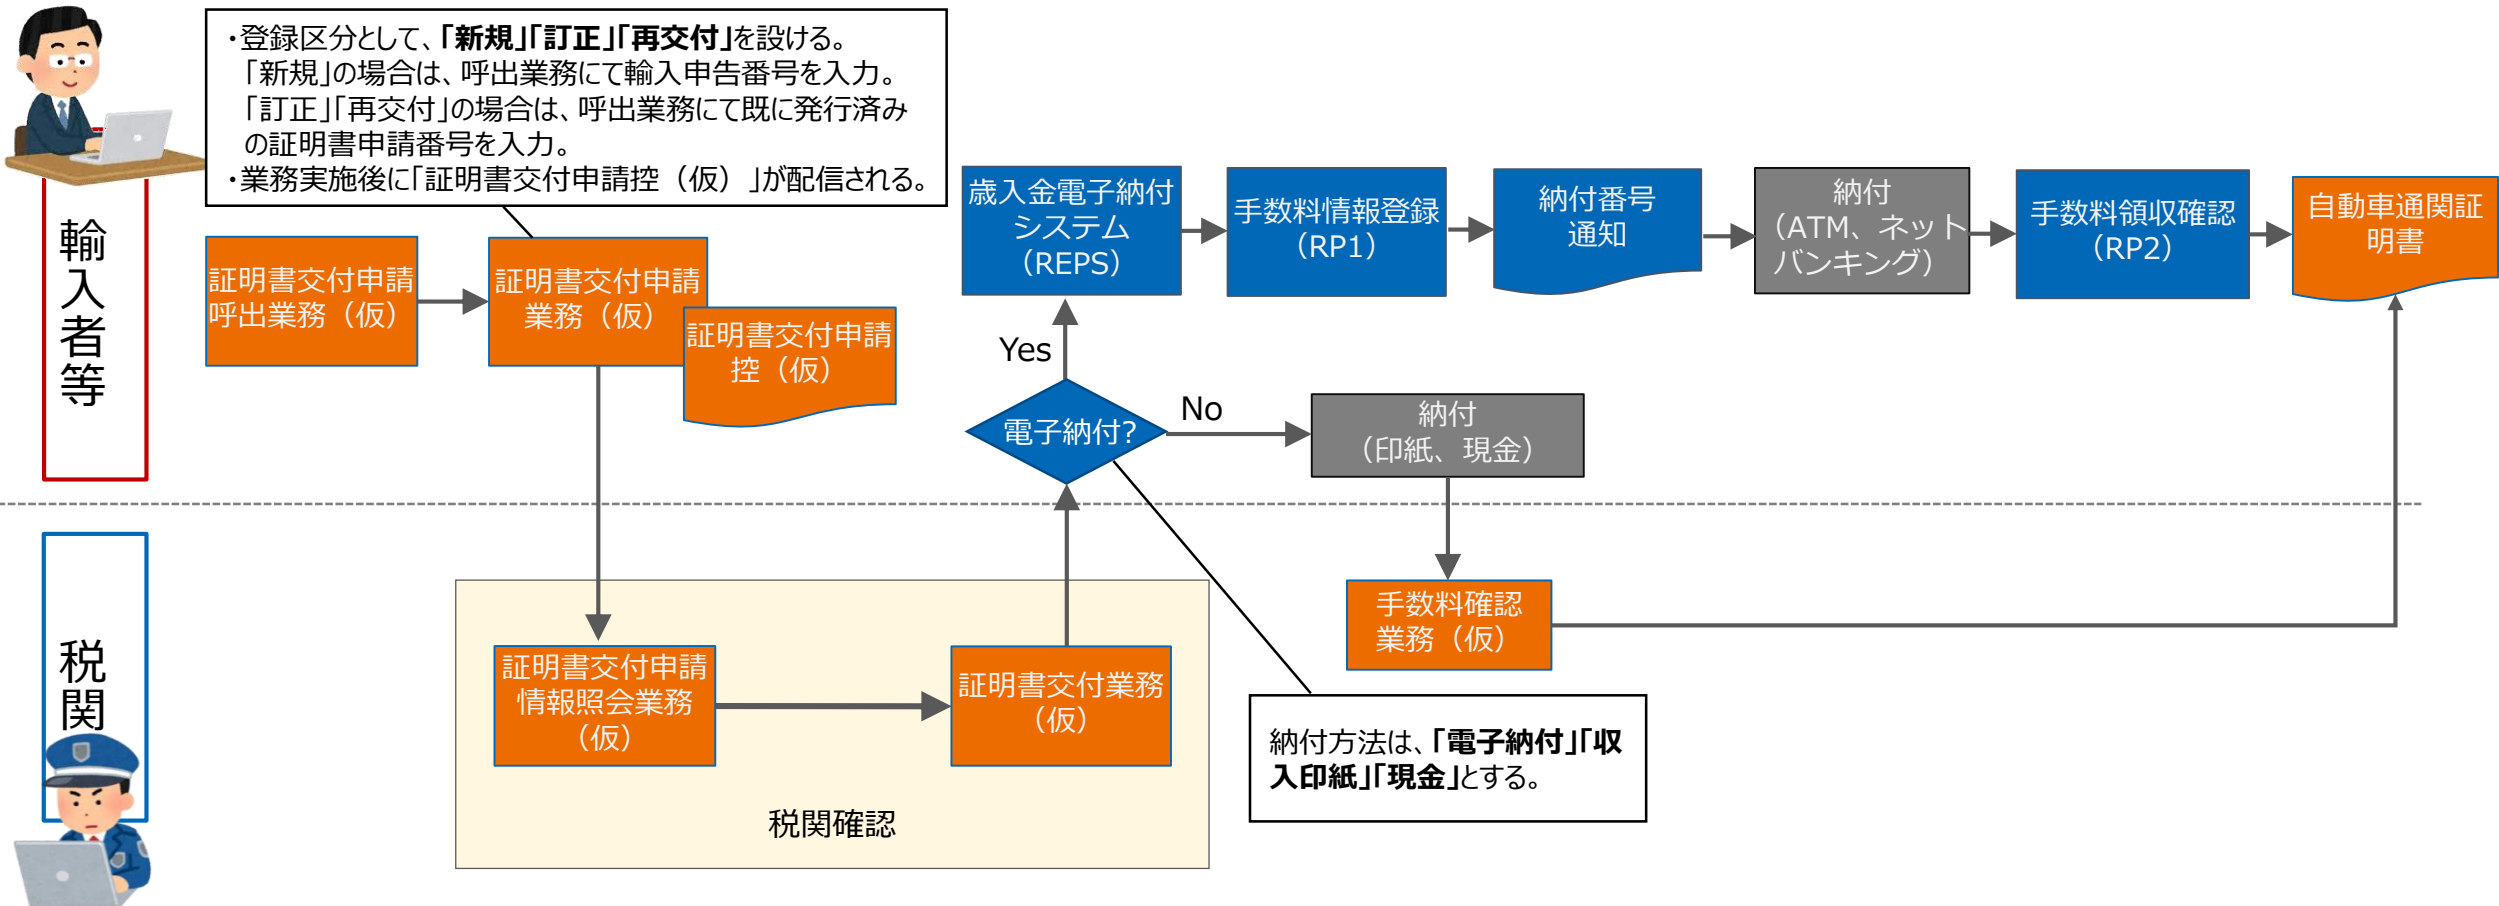 ・登録区分として、「新規」「訂正」「再交付」を設ける。
「新規」の場合は、呼出業務にて輸入申告番号を入力。
「訂正」「再交付」の場合は、呼出業務にて既に発行済み
の証明書申請番号を入力。
・業務実施後に「証明書交付申請控（仮）」が配信される。
輸入者等
証明書交付申請
呼出業務（仮）
証明書交付申請
業務（仮）
証明書交付申請
控（仮）
歳入金電子納付
システム
（REPS）
手数料情報登録
（RP1）
納付番号
通知
納付
（ATM、ネット
バンキング）
手数料領収確認
（RP2）
自動車通関証
明書
Yes
電子納付?
No
納付
（印紙、現金）
税関
証明書交付申請
情報照会業務
（仮）
証明書交付業務
（仮）
税関確認
手数料確認
業務（仮）
納付方法は、「電子納付」「収
入印紙」「現金」とする。